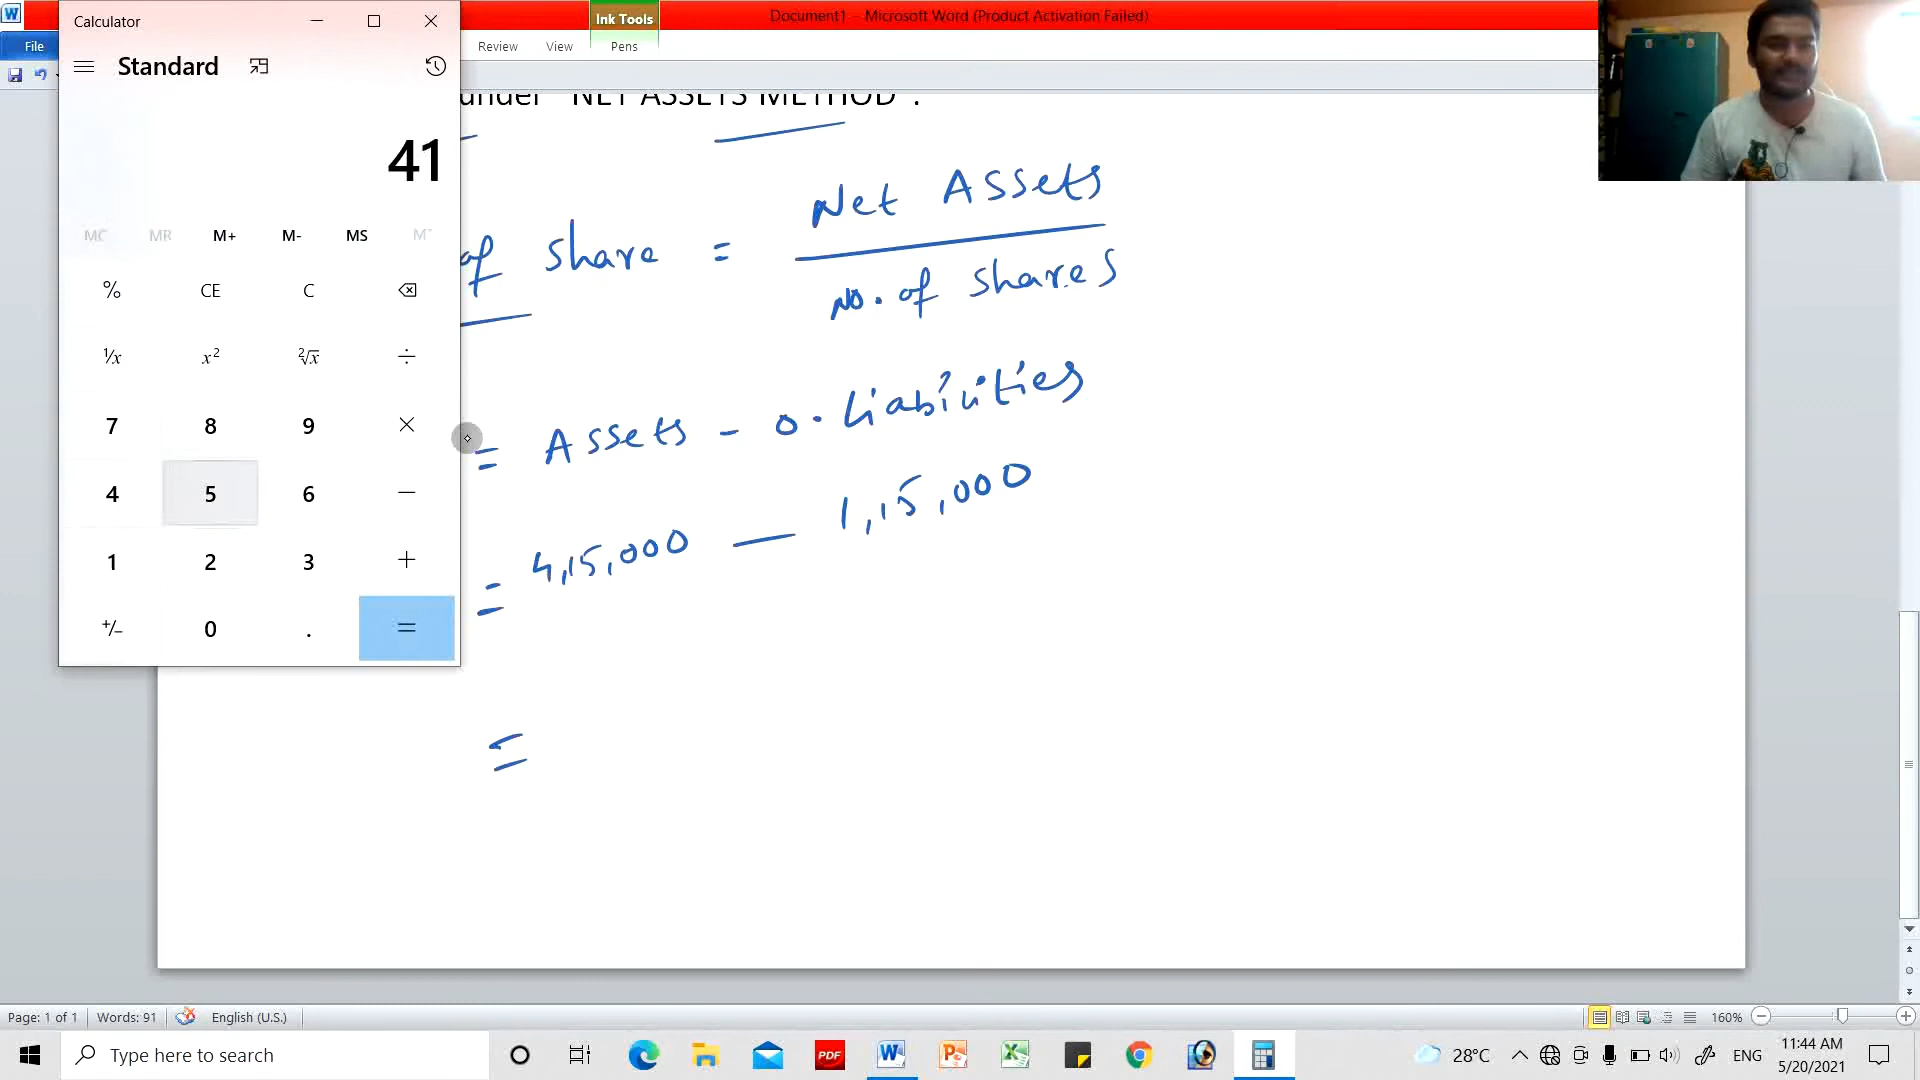 Calculator
Ink Tools
Document1 - Microsoft Word (Product Activation Failed)
File
Review
View
Pens
Standard
under "NET ASSETS METHOD".
41
MC
MR
M+
M-
MS
of share = Net Assets
No. of shares
%
CE
C
1/x
x²
²√x
÷
7
8
9
×
4
5
6
−
1
2
3
+
+/−
0
.
=
= Assets - o. Liabilities
= 4,15,000 — 1,15,000
=
Page: 1 of 1
Words: 91
English (U.S.)
160%
Type here to search
PDF
28°C
ENG
11:44 AM
5/20/2021